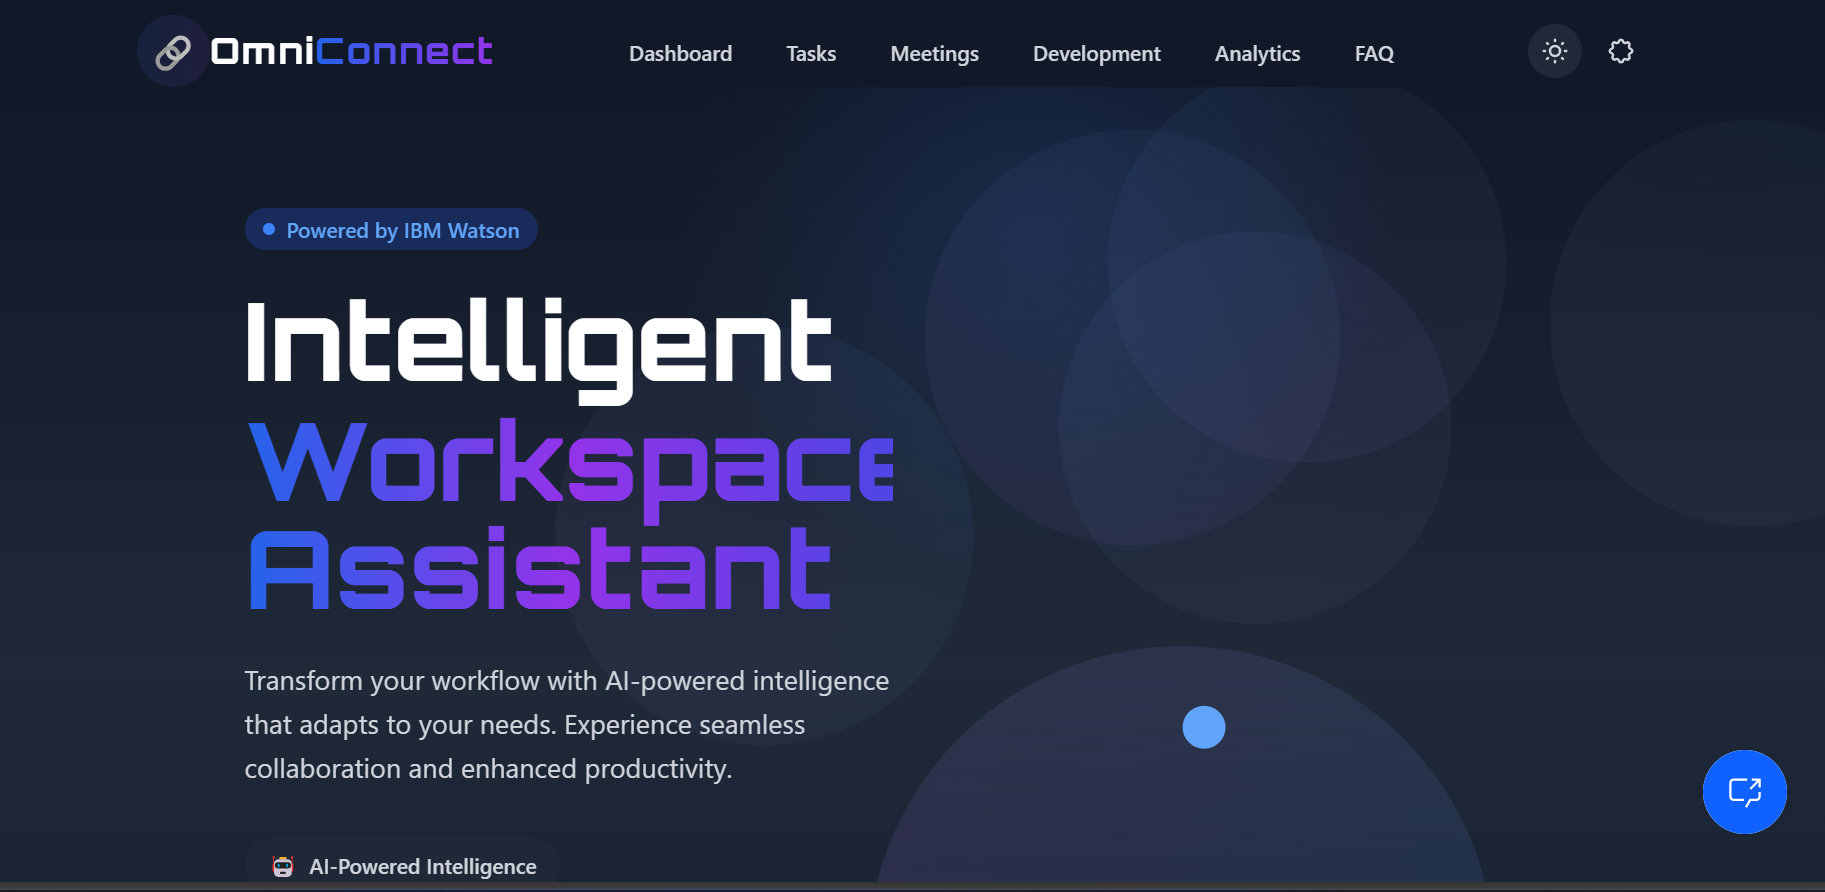 OmniConnect
Dashboard Tasks Meetings Development Analytics FAQ
Powered by IBM Watson
Intelligent
Workspace
Assistant
Transform your workflow with AI-powered intelligence
that adapts to your needs. Experience seamless
collaboration and enhanced productivity.
AI-Powered Intelligence